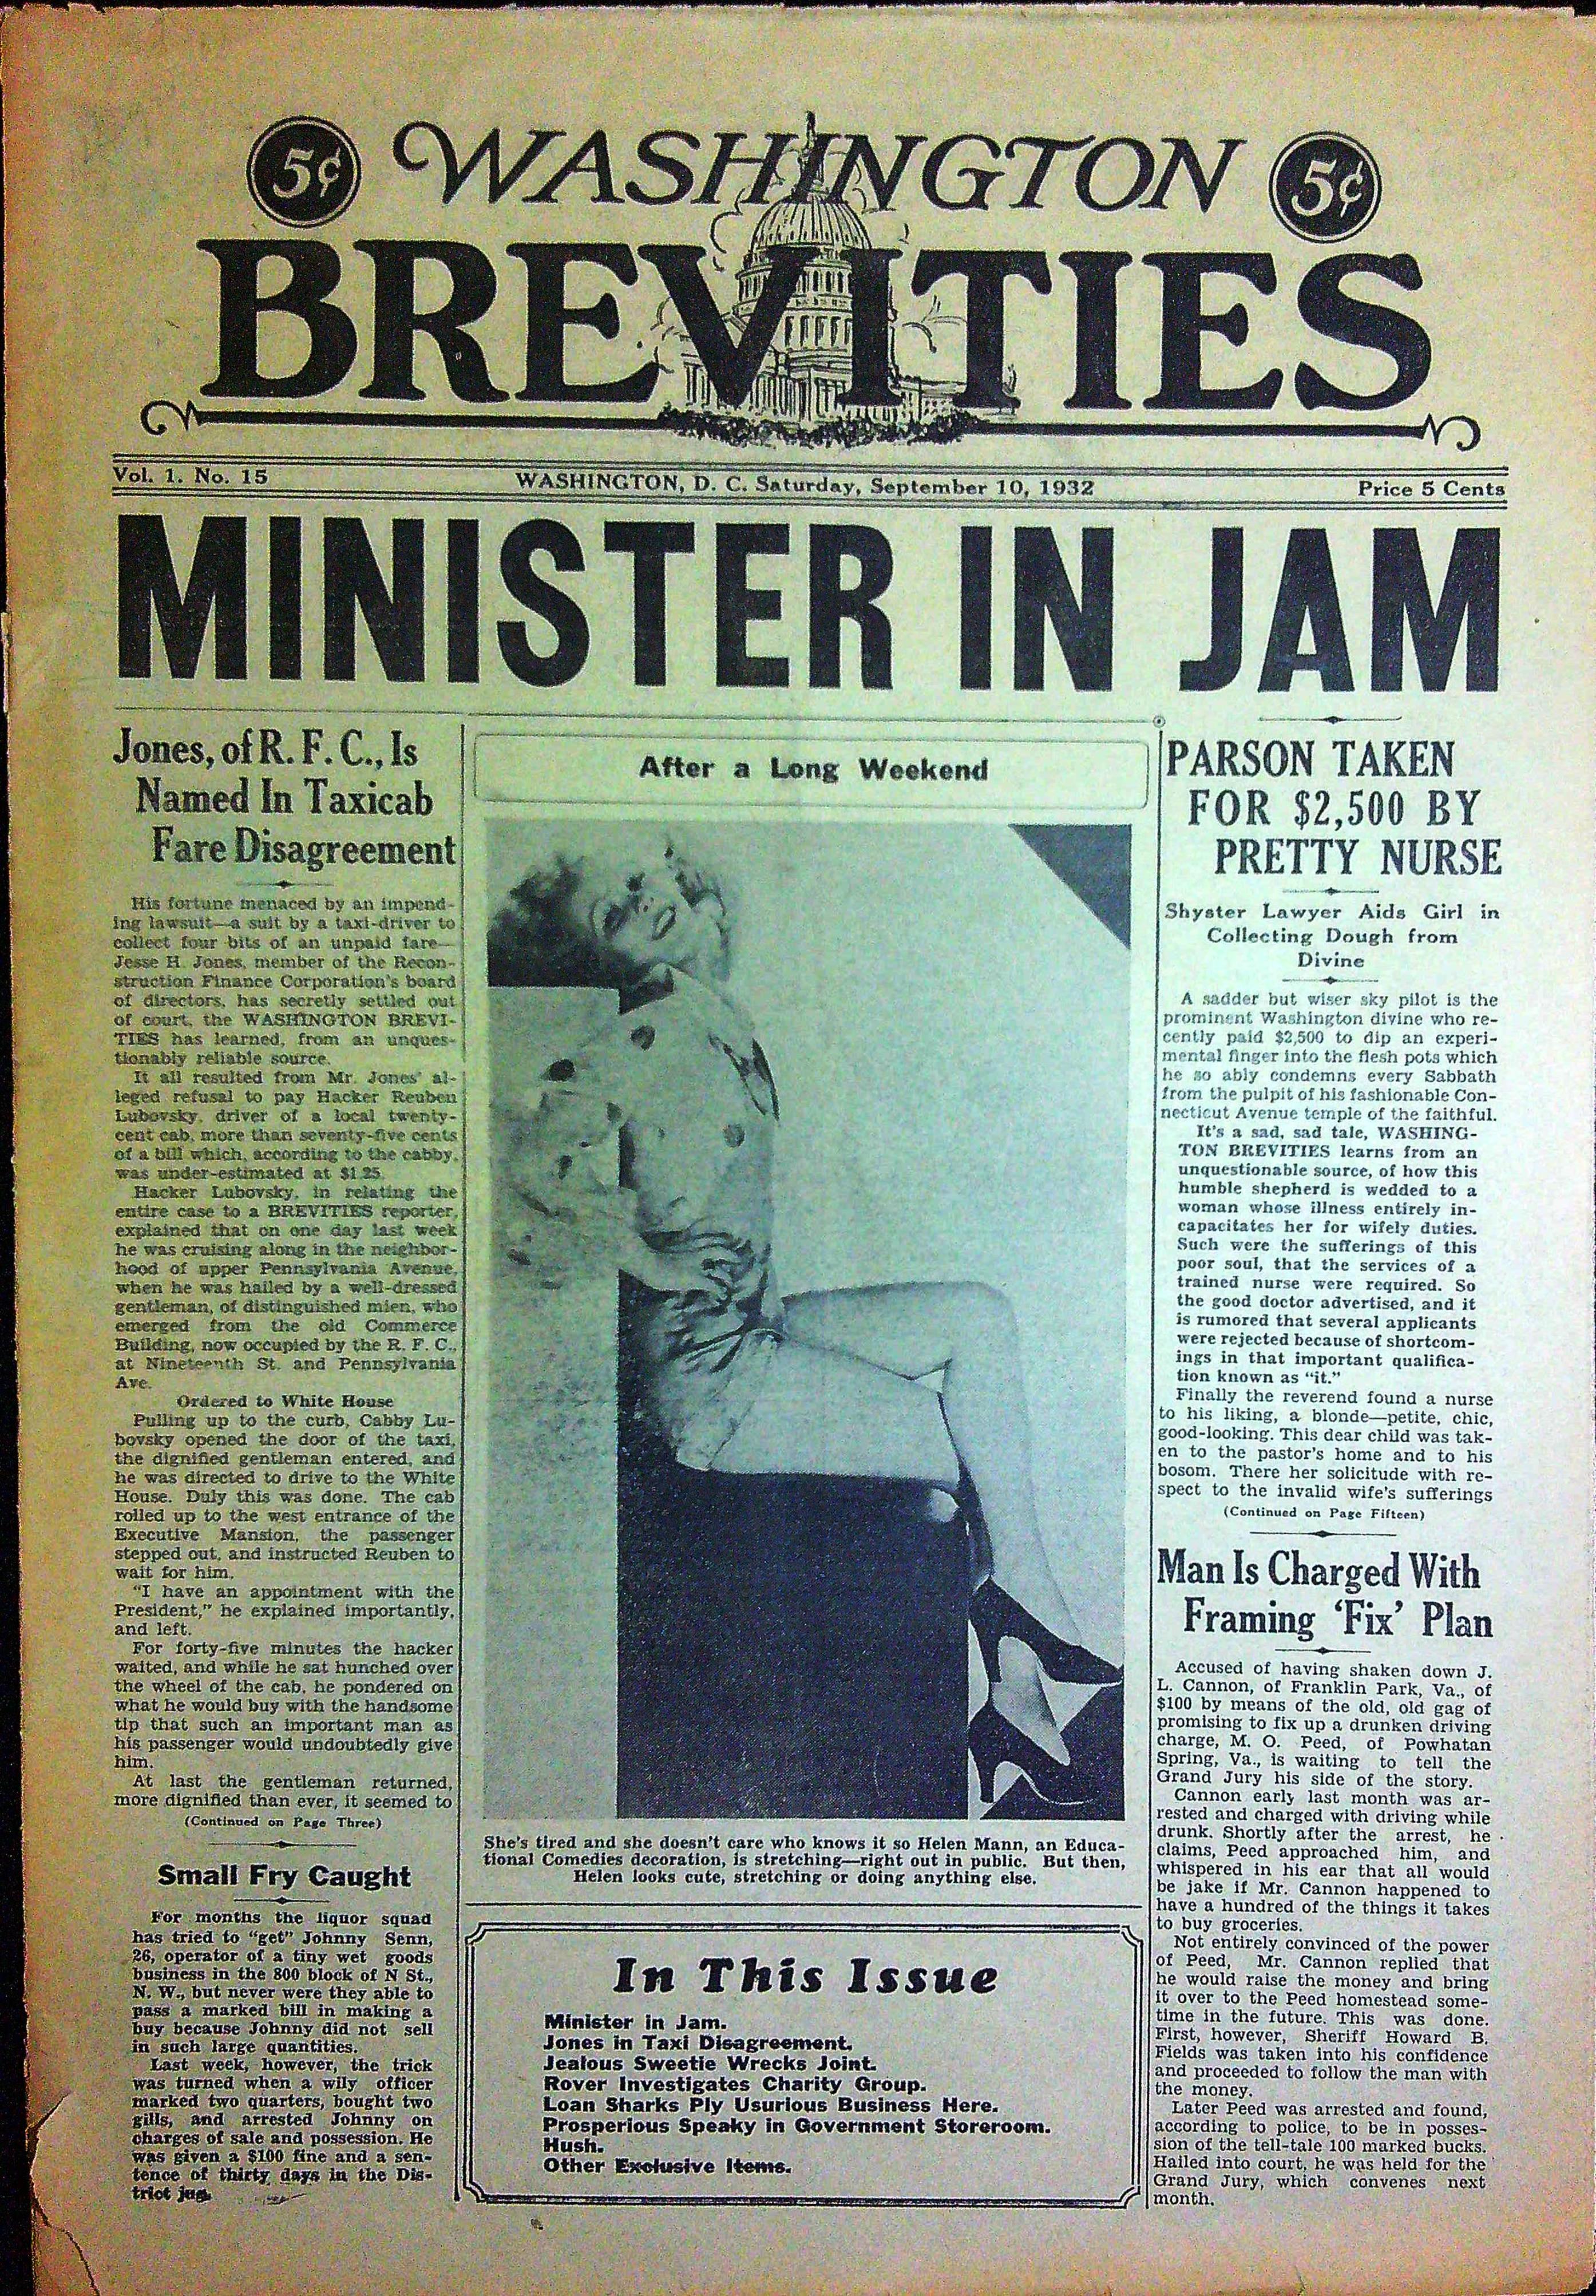 5¢ WASHINGTON 5¢
BREVITIES
Vol. 1. No. 15 WASHINGTON, D. C. Saturday, September 10, 1932 Price 5 Cents
MINISTER IN JAM
Jones, of R. F. C., Is
Named In Taxicab
Fare Disagreement
His fortune menaced by an impend-
ing lawsuit—a suit by a taxi-driver to
collect four bits of an unpaid fare—
Jesse H. Jones, member of the Recon-
struction Finance Corporation's board
of directors, has secretly settled out
of court, the WASHINGTON BREVI-
TIES has learned, from an unques-
tionably reliable source.
It all resulted from Mr. Jones' al-
leged refusal to pay Hacker Reuben
Lubovsky, driver of a local twenty-
cent cab, more than seventy-five cents
of a bill which, according to the cabby,
was under-estimated at $1.25.
Hacker Lubovsky, in relating the
entire case to a BREVITIES reporter,
explained that on one day last week
he was cruising along in the neighbor-
hood of upper Pennsylvania Avenue,
when he was hailed by a well-dressed
gentleman, of distinguished mien, who
emerged from the old Commerce
Building, now occupied by the R. F. C.,
at Nineteenth St. and Pennsylvania
Ave.
Ordered to White House
Pulling up to the curb, Cabby Lu-
bovsky opened the door of the taxi,
the dignified gentleman entered, and
he was directed to drive to the White
House. Duly this was done. The cab
rolled up to the west entrance of the
Executive Mansion, the passenger
stepped out, and instructed Reuben to
wait for him.
"I have an appointment with the
President," he explained importantly,
and left.
For forty-five minutes the hacker
waited, and while he sat hunched over
the wheel of the cab, he pondered on
what he would buy with the handsome
tip that such an important man as
his passenger would undoubtedly give
him.
At last the gentleman returned,
more dignified than ever, it seemed to
(Continued on Page Three)
Small Fry Caught
For months the liquor squad
has tried to "get" Johnny Senn,
26, operator of a tiny wet goods
business in the 800 block of N St.,
N. W., but never were they able to
pass a marked bill in making a
buy because Johnny did not sell
in such large quantities.
Last week, however, the trick
was turned when a wily officer
marked two quarters, bought two
gills, and arrested Johnny on
charges of sale and possession. He
was given a $100 fine and a sen-
tence of thirty days in the Dis-
trict jug.
After a Long Weekend
She's tired and she doesn't care who knows it so Helen Mann, an Educa-
tional Comedies decoration, is stretching—right out in public. But then,
Helen looks cute, stretching or doing anything else.
In This Issue
Minister in Jam.
Jones in Taxi Disagreement.
Jealous Sweetie Wrecks Joint.
Rover Investigates Charity Group.
Loan Sharks Ply Usurious Business Here.
Prosperious Speaky in Government Storeroom.
Hush.
Other Exclusive Items.
PARSON TAKEN
FOR $2,500 BY
PRETTY NURSE
Shyster Lawyer Aids Girl in
Collecting Dough from
Divine
A sadder but wiser sky pilot is the
prominent Washington divine who re-
cently paid $2,500 to dip an experi-
mental finger into the flesh pots which
he so ably condemns every Sabbath
from the pulpit of his fashionable Con-
necticut Avenue temple of the faithful.
It's a sad, sad tale, WASHING-
TON BREVITIES learns from an
unquestionable source, of how this
humble shepherd is wedded to a
woman whose illness entirely in-
capacitates her for wifely duties.
Such were the sufferings of this
poor soul, that the services of a
trained nurse were required. So
the good doctor advertised, and it
is rumored that several applicants
were rejected because of shortcom-
ings in that important qualifica-
tion known as "it."
Finally the reverend found a nurse
to his liking, a blonde—petite, chic,
good-looking. This dear child was tak-
en to the pastor's home and to his
bosom. There her solicitude with re-
spect to the invalid wife's sufferings
(Continued on Page Fifteen)
Man Is Charged With
Framing 'Fix' Plan
Accused of having shaken down J.
L. Cannon, of Franklin Park, Va., of
$100 by means of the old, old gag of
promising to fix up a drunken driving
charge, M. O. Peed, of Powhatan
Spring, Va., is waiting to tell the
Grand Jury his side of the story.
Cannon early last month was ar-
rested and charged with driving while
drunk. Shortly after the arrest, he
claims, Peed approached him, and
whispered in his ear that all would
be jake if Mr. Cannon happened to
have a hundred of the things it takes
to buy groceries.
Not entirely convinced of the power
of Peed, Mr. Cannon replied that
he would raise the money and bring
it over to the Peed homestead some-
time in the future. This was done.
First, however, Sheriff Howard B.
Fields was taken into his confidence
and proceeded to follow the man with
the money.
Later Peed was arrested and found,
according to police, to be in posses-
sion of the tell-tale 100 marked bucks.
Hailed into court, he was held for the
Grand Jury, which convenes next
month.